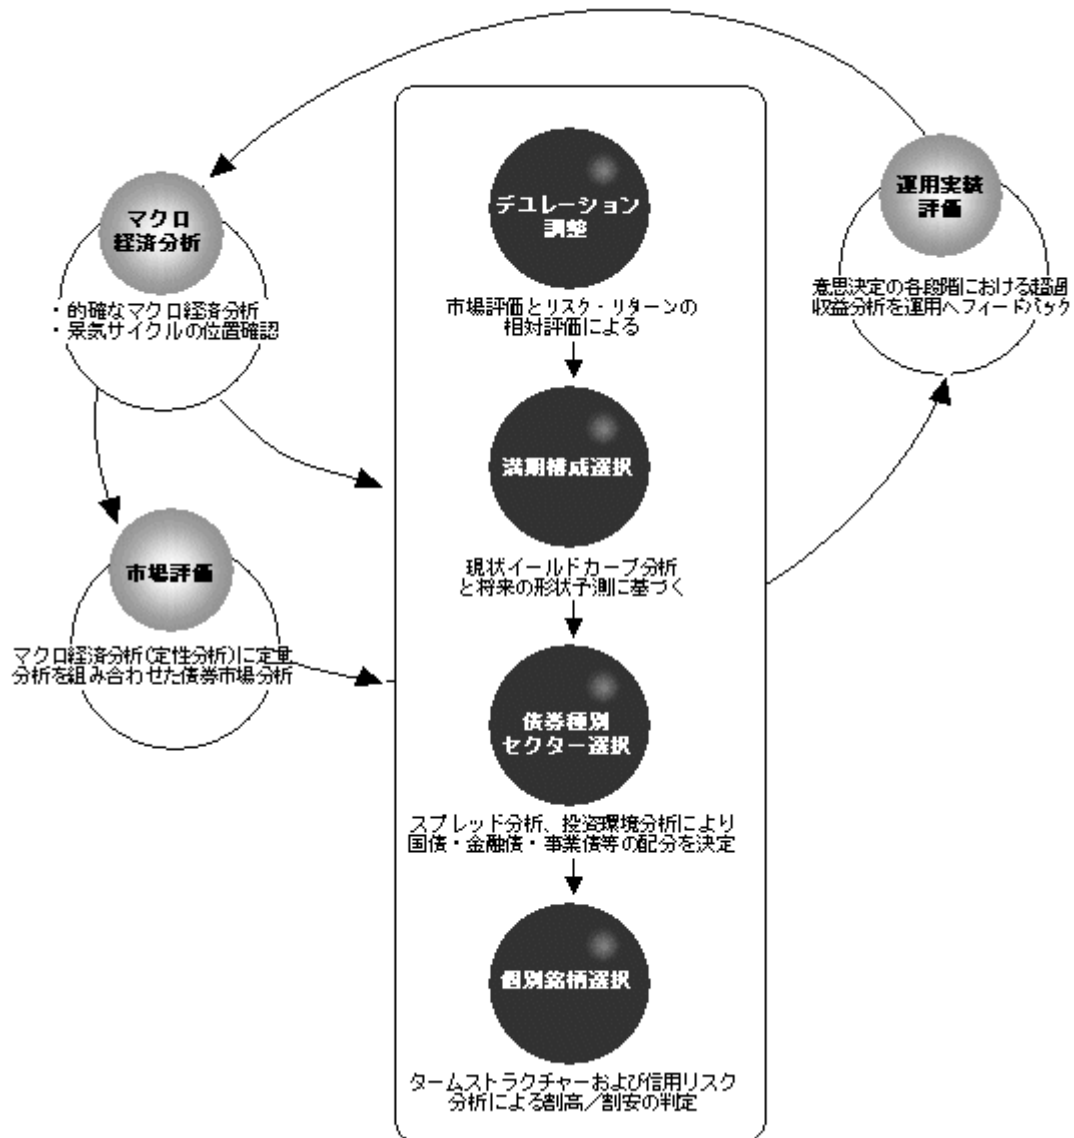 マクロ
経済分析
・的確なマクロ経済分析
・景気サイクルの位置確認
市場評価
マクロ経済分析(定性分析)に定量
分析を組み合わせた債券市場分析
デュレーション
調整
市場評価とリスク・リターンの
相対評価による
満期構成選択
現状イールドカーブ分析
と将来の形状予測に基づく
債券種別
セクター選択
スプレッド分析、投資環境分析により
国債・金融債・事業債等の配分を決定
個別銘柄選択
タームストラクチャーおよび信用リスク
分析による割高／割安の判定
運用実績
評価
意思決定の各段階における超過
収益分析を運用へフィードバック